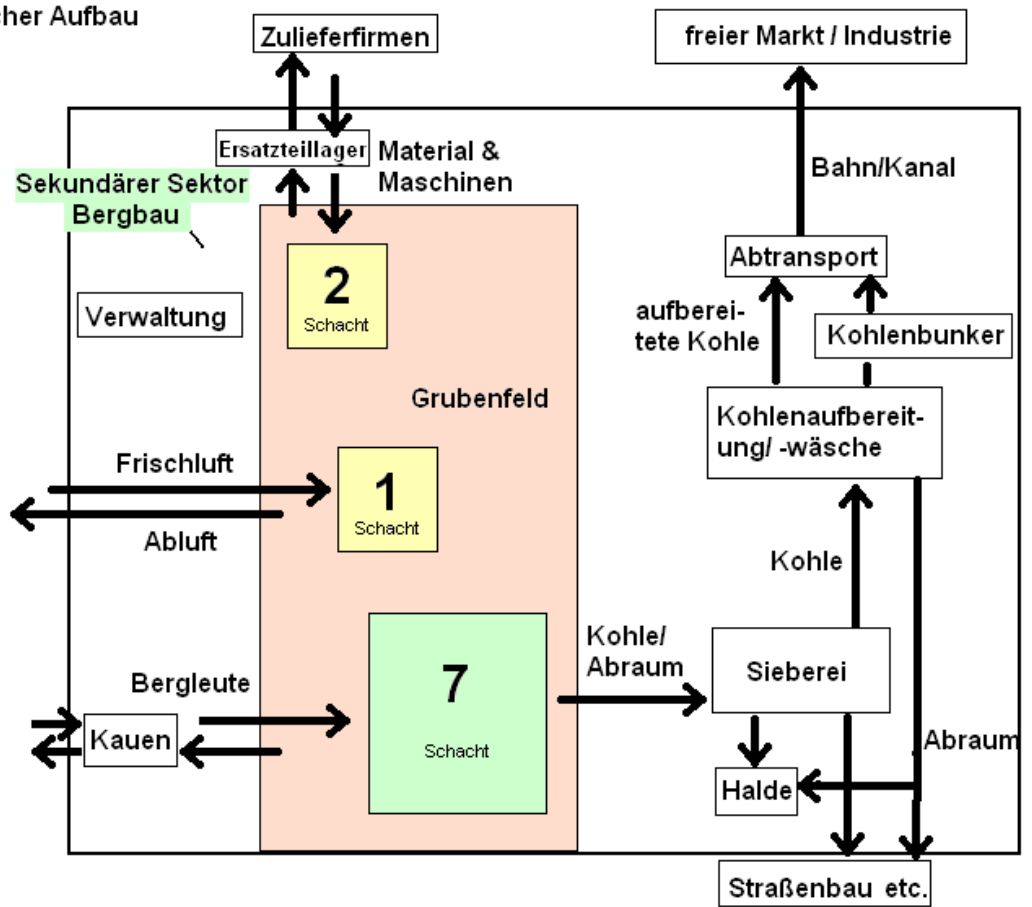 cher Aufbau
Zulieferfirmen
freier Markt / Industrie
Ersatzteillager
Material &
Maschinen
Bahn/Kanal
Sekundärer Sektor
Bergbau
Abtransport
2
Schacht
Verwaltung
aufberei-
tete Kohle
Kohlenbunker
Grubenfeld
Kohlenaufbereit-
ung/ -wäsche
Frischluft
1
Schacht
Abluft
Kohle
Kohle/
Abraum
Sieberei
7
Schacht
Bergleute
Kauen
Abraum
Halde
Straßenbau etc.